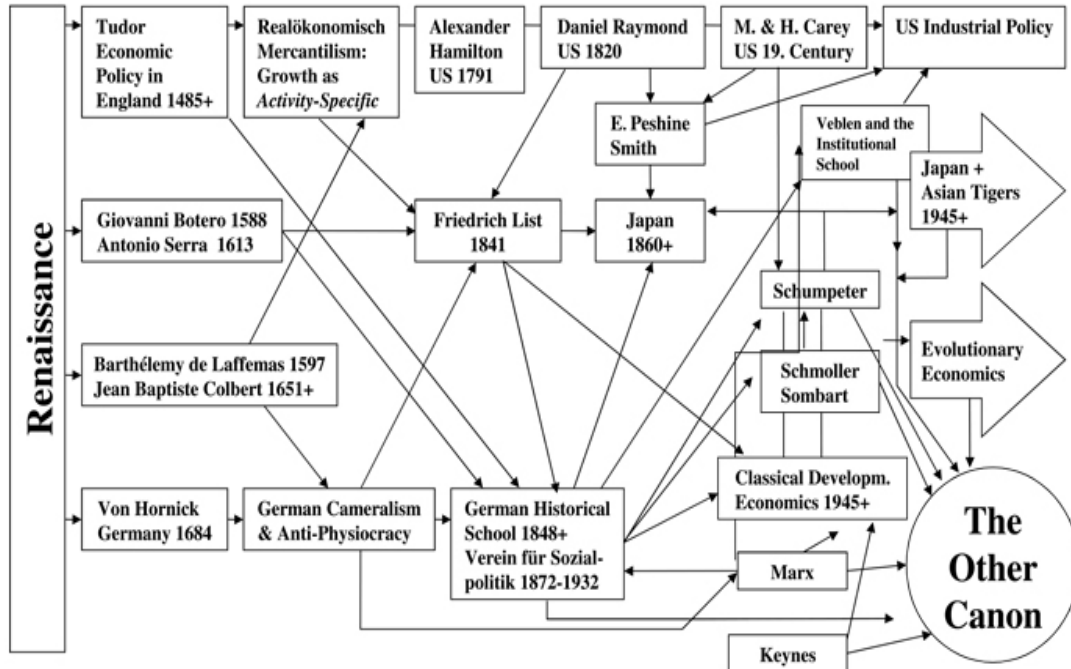 Renaissance
Tudor
Economic
Policy in
England 1485+
Realökonomisch
Mercantilism:
Growth as
Activity-Specific
Alexander
Hamilton
US 1791
Daniel Raymond
US 1820
M. & H. Carey
US 19. Century
US Industrial Policy
E. Peshine
Smith
Veblen and the
Institutional
School
Japan +
Asian Tigers
1945+
Giovanni Botero 1588
Antonio Serra 1613
Friedrich List
1841
Japan
1860+
Schumpeter
Barthélemy de Laffemas 1597
Jean Baptiste Colbert 1651+
Schmoller
Sombart
Evolutionary
Economics
Von Hornick
Germany 1684
German Cameralism
& Anti-Physiocracy
German Historical
School 1848+
Verein für Sozial-
politik 1872-1932
Classical Developm.
Economics 1945+
Marx
Keynes
The
Other
Canon